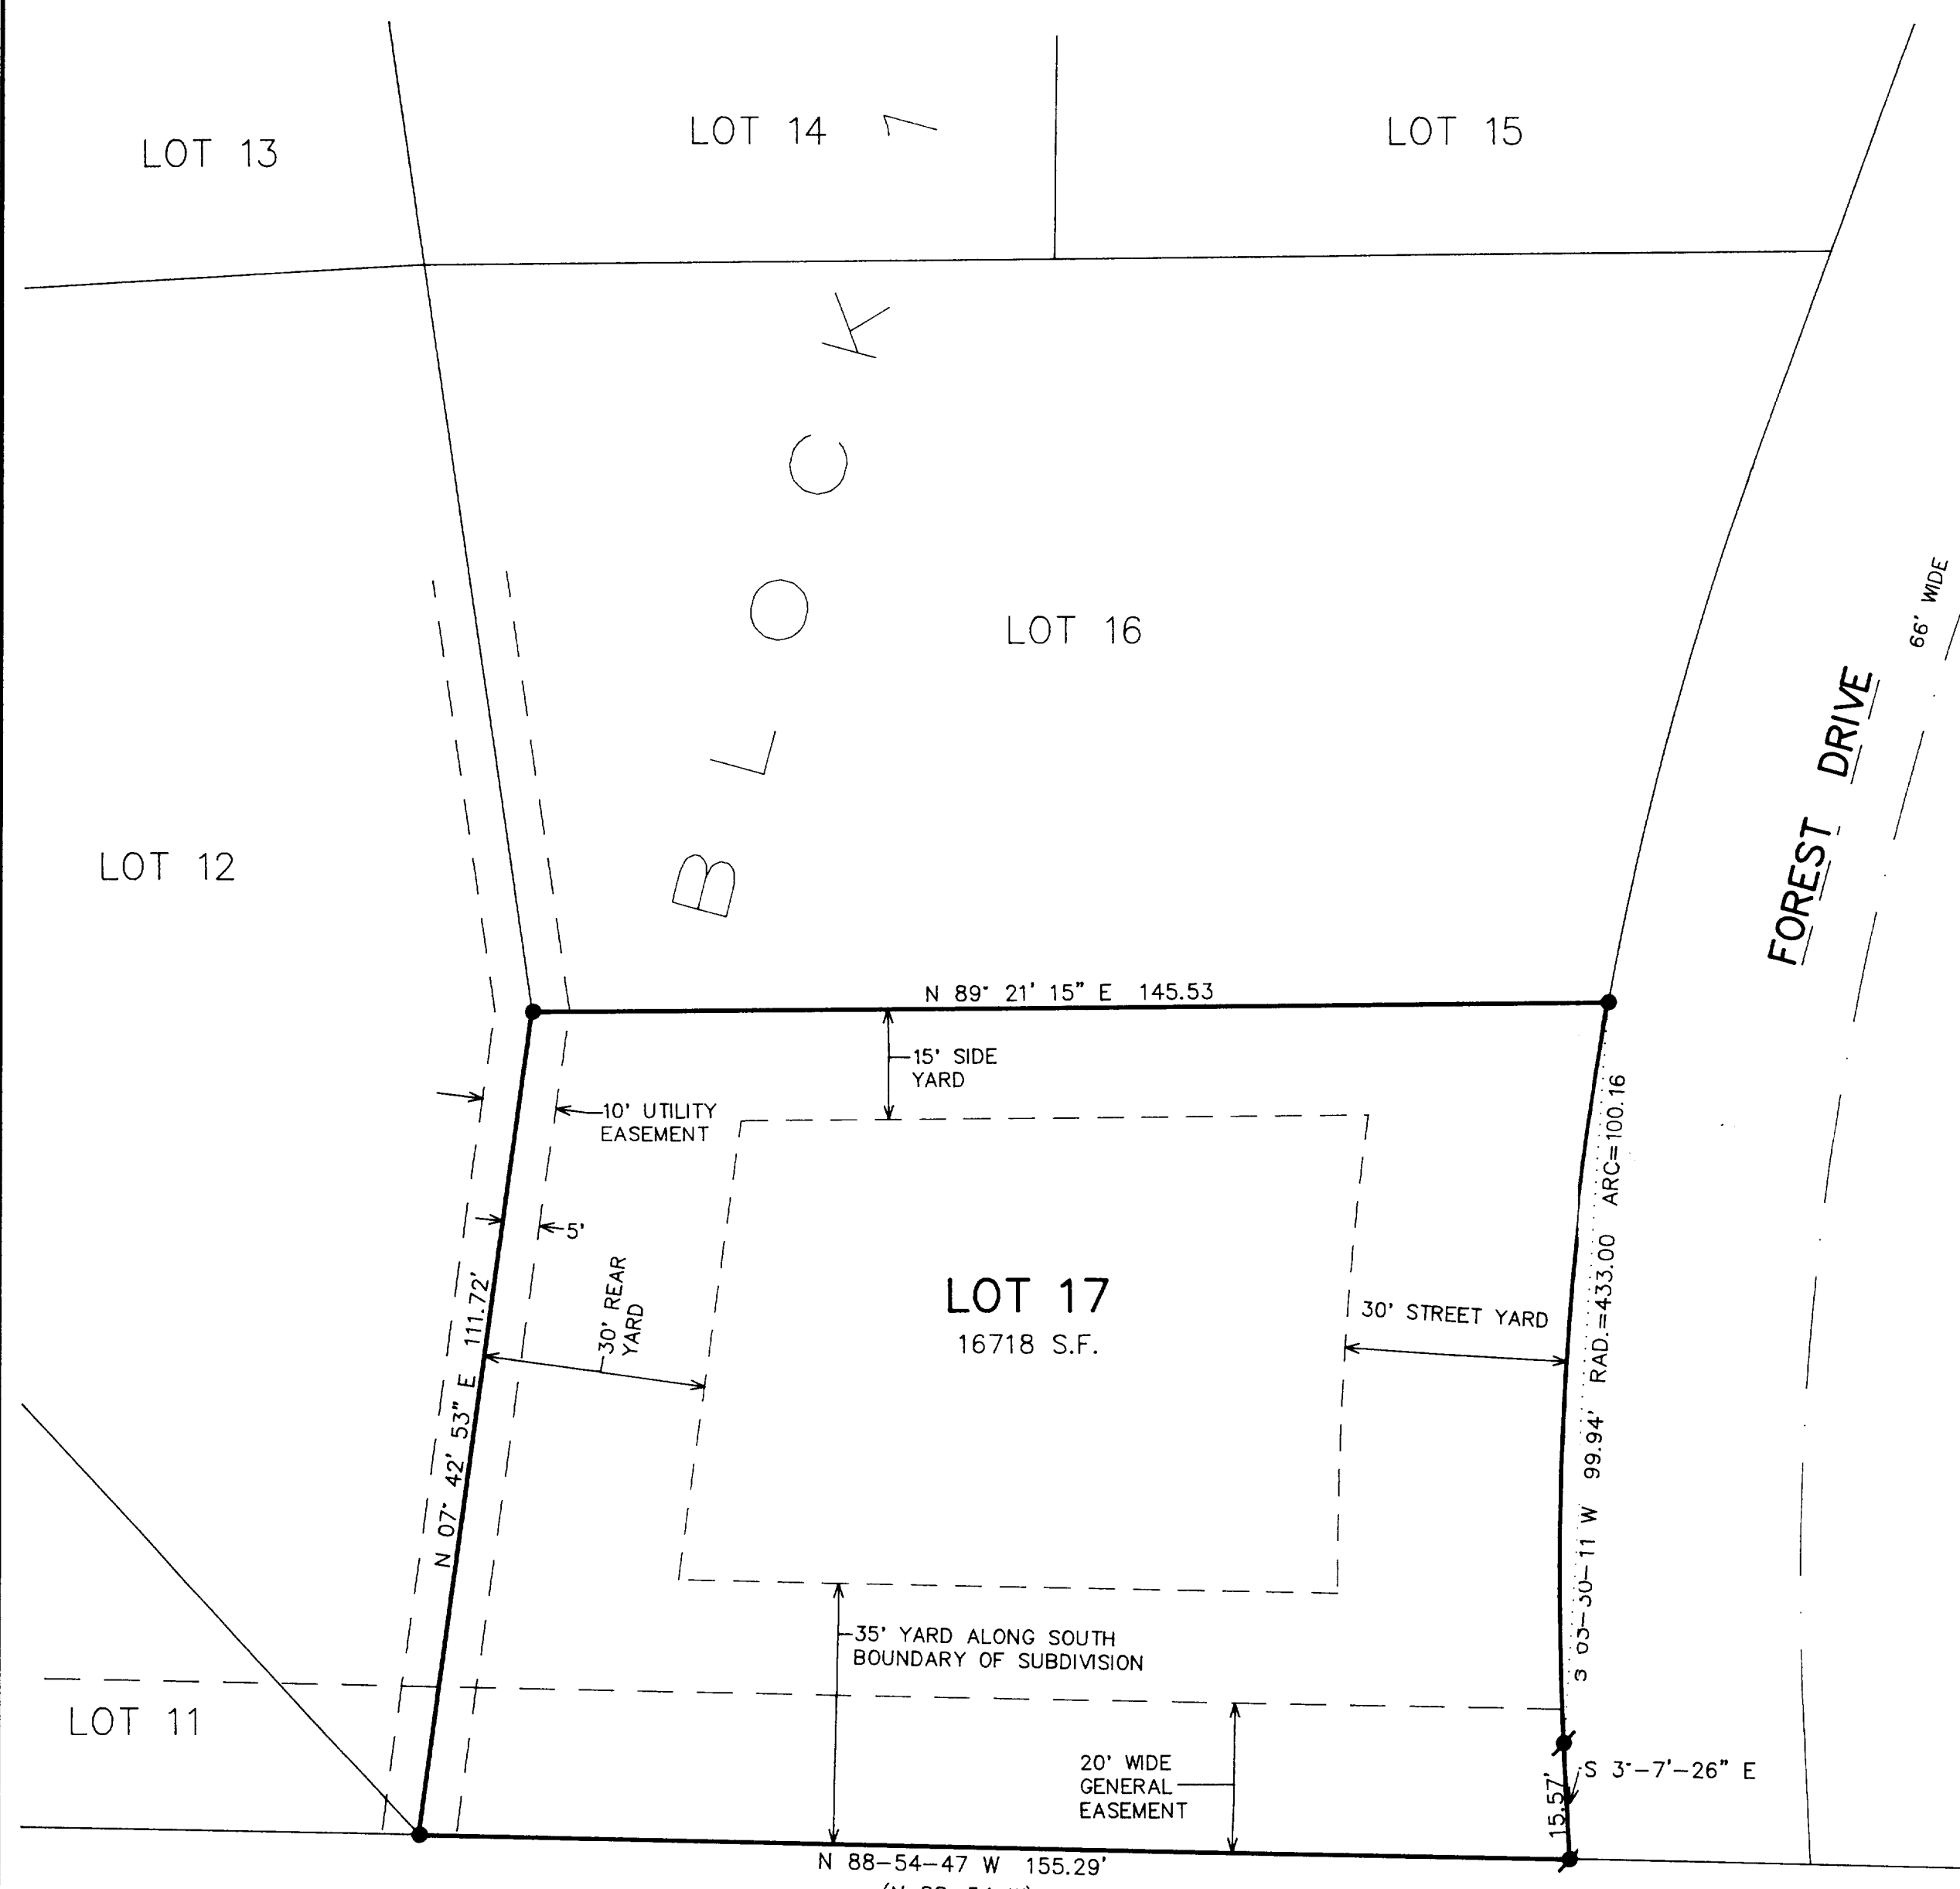 LOT 13
LOT 14
LOT 15
BLOCK 7
LOT 16
66' WIDE
FOREST DRIVE
LOT 12
N 89° 21' 15" E 145.53
15' SIDE
YARD
10' UTILITY
EASEMENT
5'
30' REAR
YARD
N 07° 42' 53" E 111.72'
LOT 17
16718 S.F.
30' STREET YARD
S 03-30-11 W 99.94' RAD.=433.00 ARC=100.16
35' YARD ALONG SOUTH
BOUNDARY OF SUBDIVISION
LOT 11
20' WIDE
GENERAL
EASEMENT
15.57'
S 3°-7'-26" E
N 88-54-47 W 155.29'